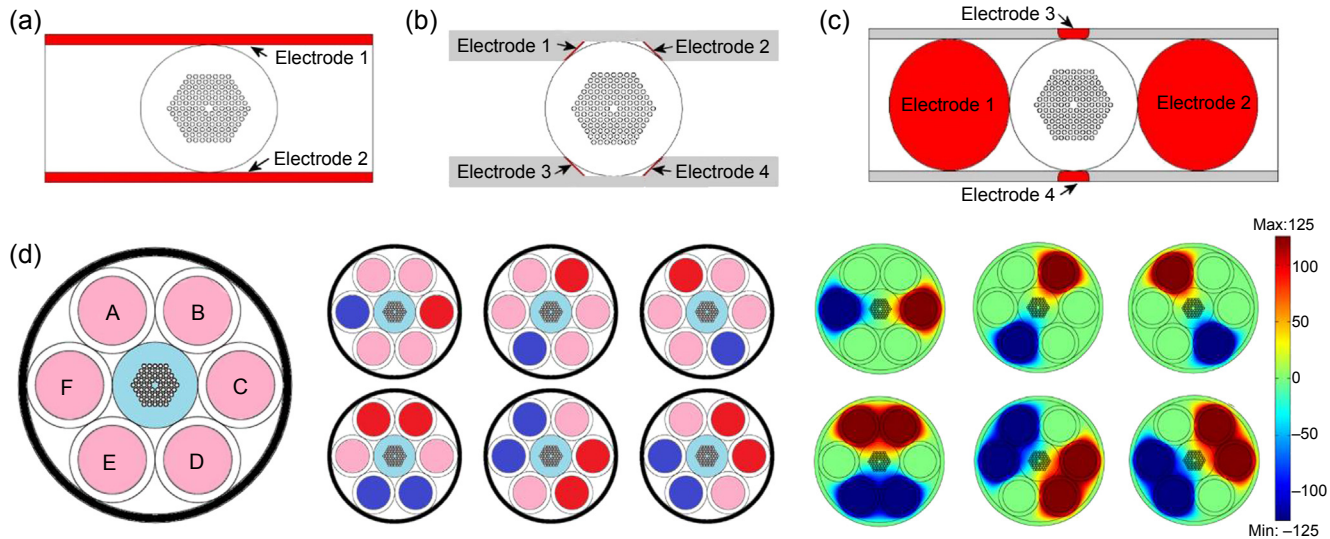 (a)
Electrode 1
Electrode 2
(b)
Electrode 1
Electrode 2
Electrode 3
Electrode 4
(c)
Electrode 3
Electrode 1
Electrode 2
Electrode 4
(d)
A
B
F
C
E
D
Max:125
100
50
0
−50
−100
Min: −125